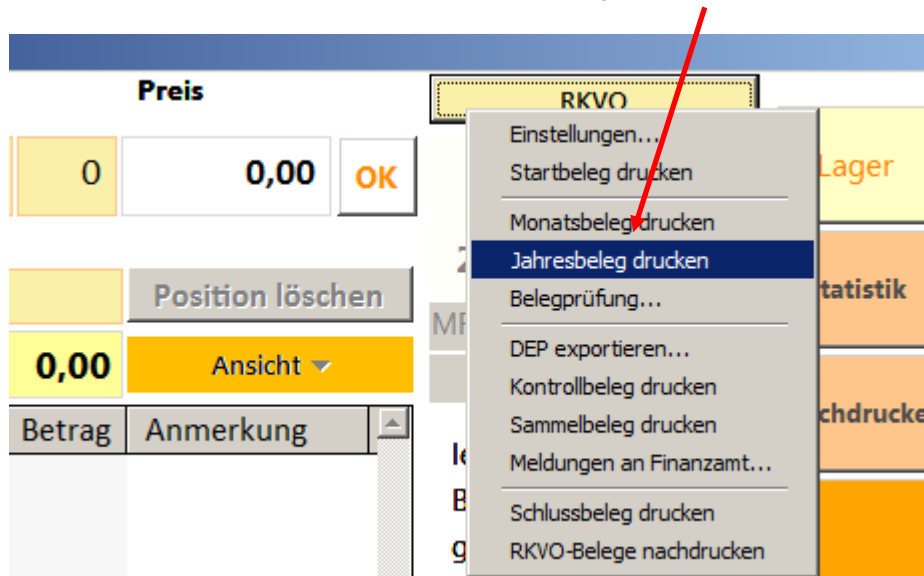 Preis
RKVO
0
0,00
OK
Position löschen
0,00
Ansicht
Betrag
Anmerkung
Einstellungen...
Startbeleg drucken
Monatsbeleg drucken
Jahresbeleg drucken
Belegprüfung...
DEP exportieren...
Kontrollbeleg drucken
Sammelbeleg drucken
Meldungen an Finanzamt...
Schlussbeleg drucken
RKVO-Belege nachdrucken
Lager
tatistik
chdrucke